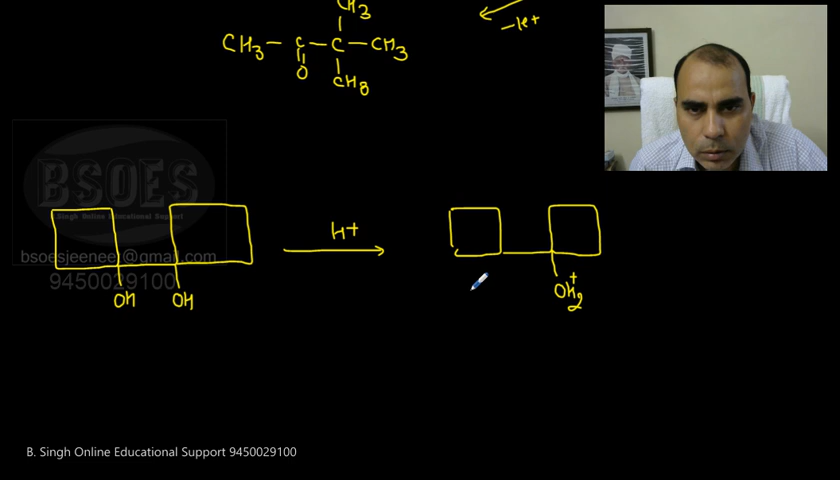 CH3
-H+
CH3 - C - C - CH3
O
CH3
BSOES
Singh Online Educational Support
H+
bsoesjeeneet@gmail.com
9450029100
OH OH
OH2+
B. Singh Online Educational Support 9450029100